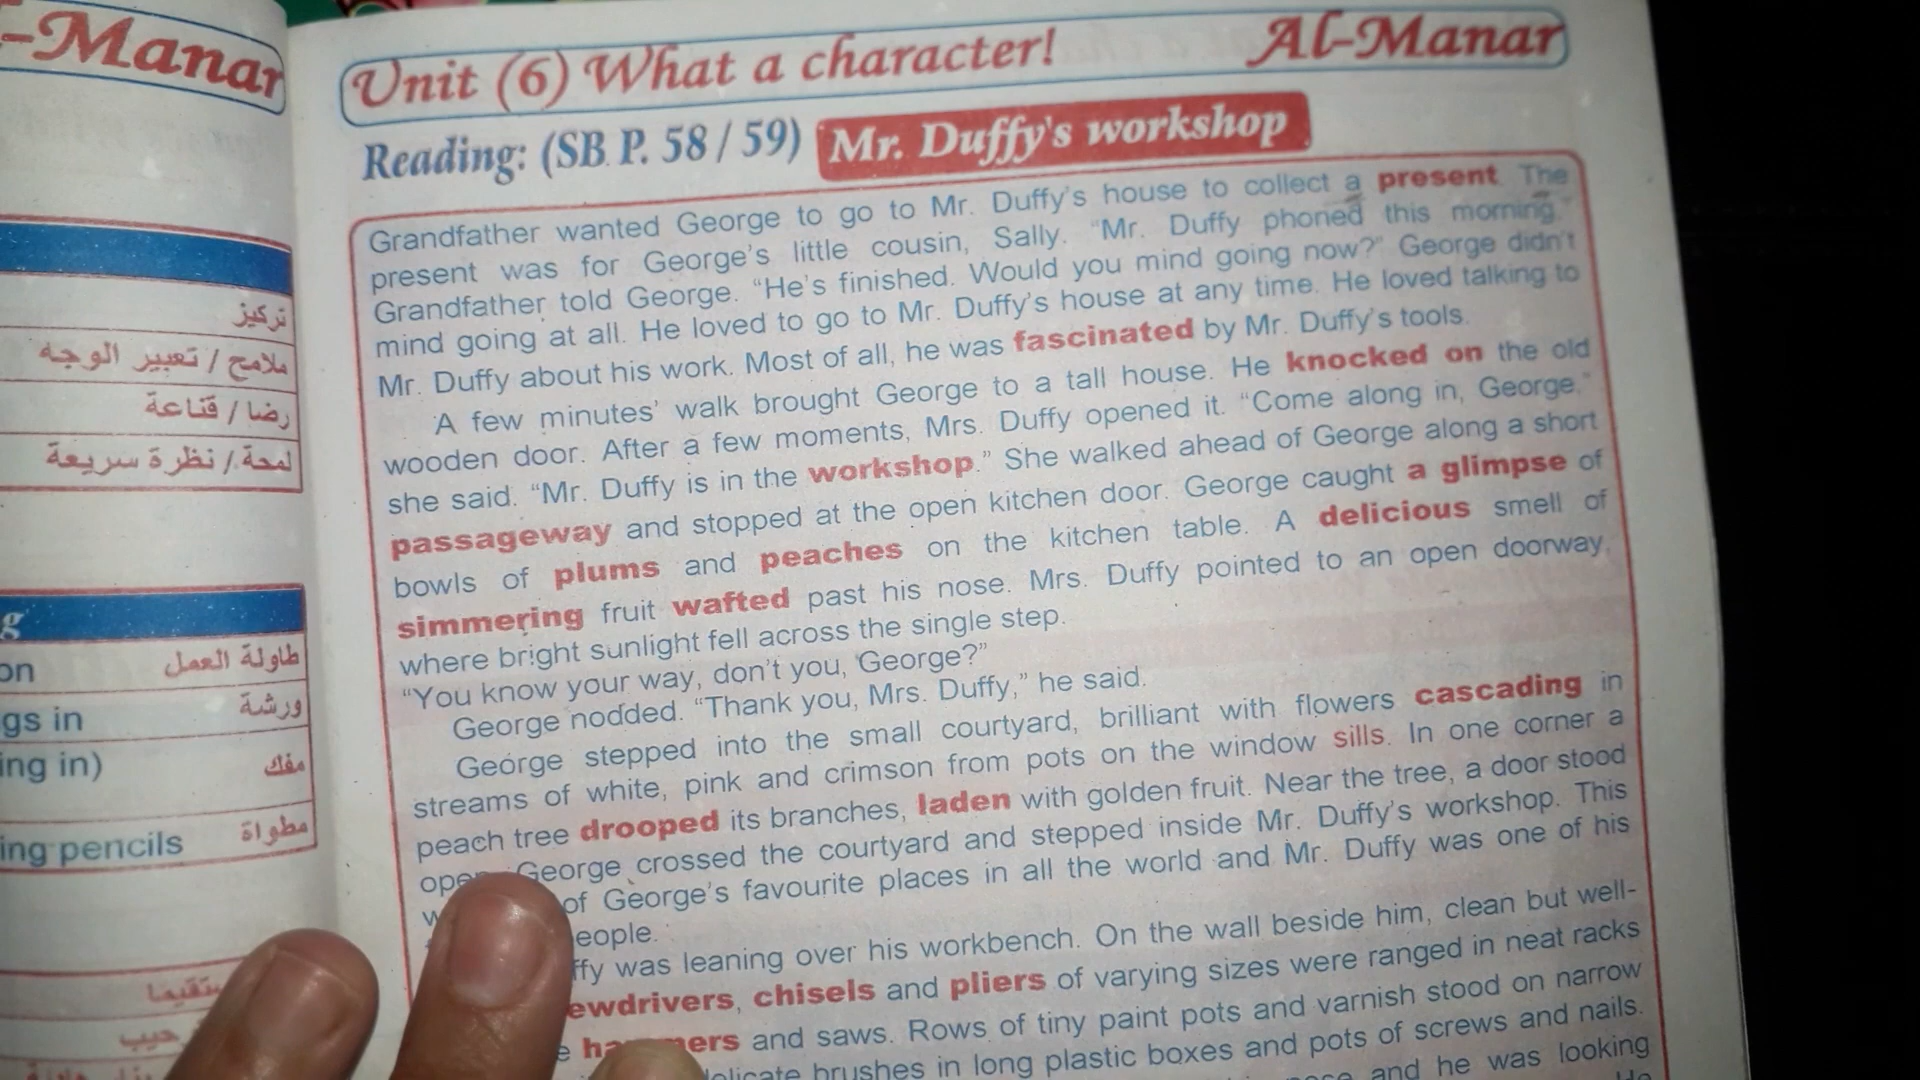 -Manar
تركيز
ملامح / تعبير الوجه
رضا / قناعة
لمحة / نظرة سريعة
g
on
طاولة العمل
gs in
ورشة
ing in)
مفك
ing pencils
مطواة
Unit (6) What a character!
Al-Manar
Reading: (SB P. 58 / 59) Mr. Duffy's workshop
Grandfather wanted George to go to Mr. Duffy's house to collect a present. The
present was for George's little cousin, Sally. "Mr. Duffy phoned this morning."
Grandfather told George. "He's finished. Would you mind going now?" George didn't
mind going at all. He loved to go to Mr. Duffy's house at any time. He loved talking to
Mr. Duffy about his work. Most of all, he was fascinated by Mr. Duffy's tools.
A few minutes' walk brought George to a tall house. He knocked on the old
wooden door. After a few moments, Mrs. Duffy opened it. "Come along in, George."
she said. "Mr. Duffy is in the workshop." She walked ahead of George along a short
passageway and stopped at the open kitchen door. George caught a glimpse of
bowls of plums and peaches on the kitchen table. A delicious smell of
simmering fruit wafted past his nose. Mrs. Duffy pointed to an open doorway,
where bright sunlight fell across the single step.
"You know your way, don't you, George?"
George nodded. "Thank you, Mrs. Duffy," he said.
George stepped into the small courtyard, brilliant with flowers cascading in
streams of white, pink and crimson from pots on the window sills. In one corner a
peach tree drooped its branches, laden with golden fruit. Near the tree, a door stood
open. George crossed the courtyard and stepped inside Mr. Duffy's workshop. This
of George's favourite places in all the world and Mr. Duffy was one of his
eople.
ffy was leaning over his workbench. On the wall beside him, clean but well-
ewdrivers, chisels and pliers of varying sizes were ranged in neat racks
and saws. Rows of tiny paint pots and varnish stood on narrow
brushes in long plastic boxes and pots of screws and nails.
and he was looking